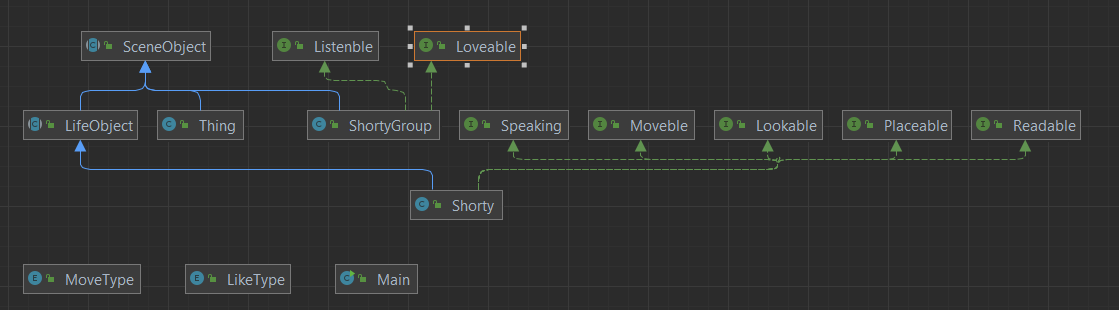 C SceneObject
I Listenble
I Loveable
C LifeObject
C Thing
C ShortyGroup
I Speaking
I Moveble
I Lookable
I Placeable
I Readable
C Shorty
E MoveType
E LikeType
C Main